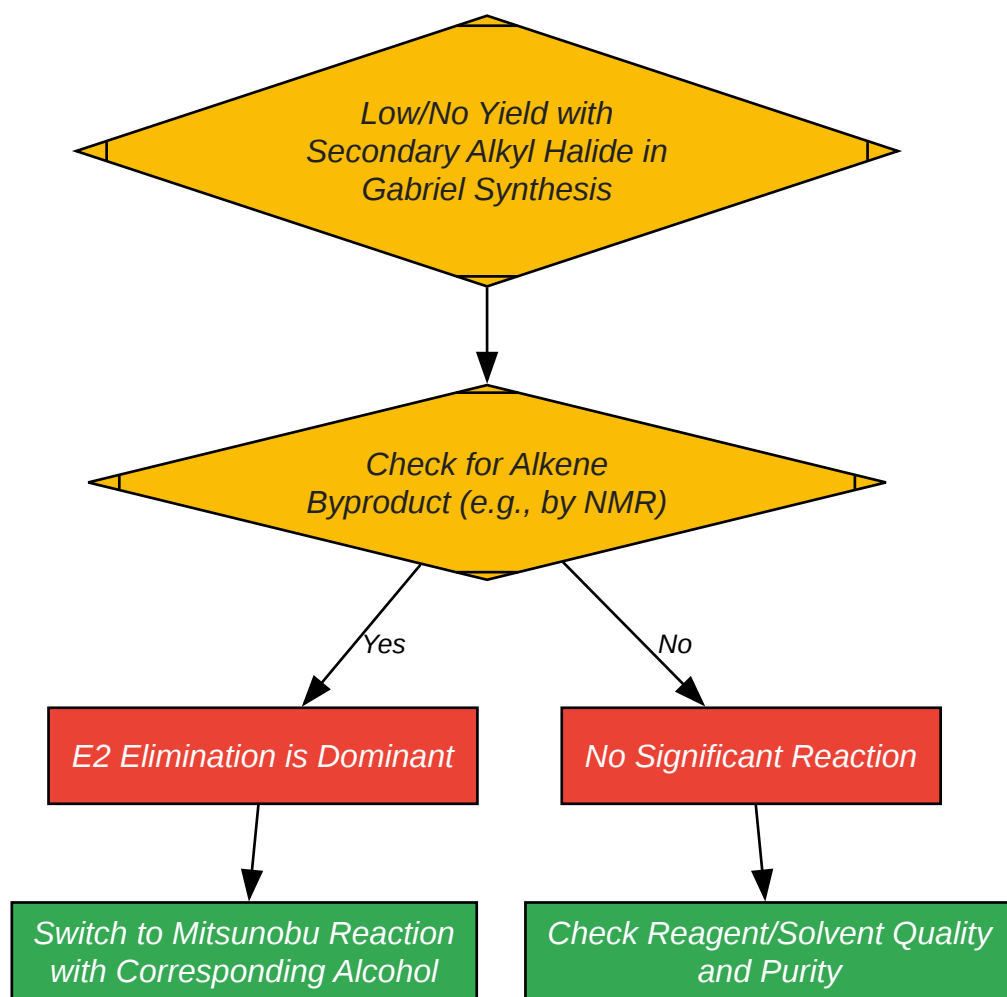 Low/No Yield with
Secondary Alkyl Halide in
Gabriel Synthesis
Check for Alkene
Byproduct (e.g., by NMR)
Yes
No
E2 Elimination is Dominant
No Significant Reaction
Switch to Mitsunobu Reaction
with Corresponding Alcohol
Check Reagent/Solvent Quality
and Purity